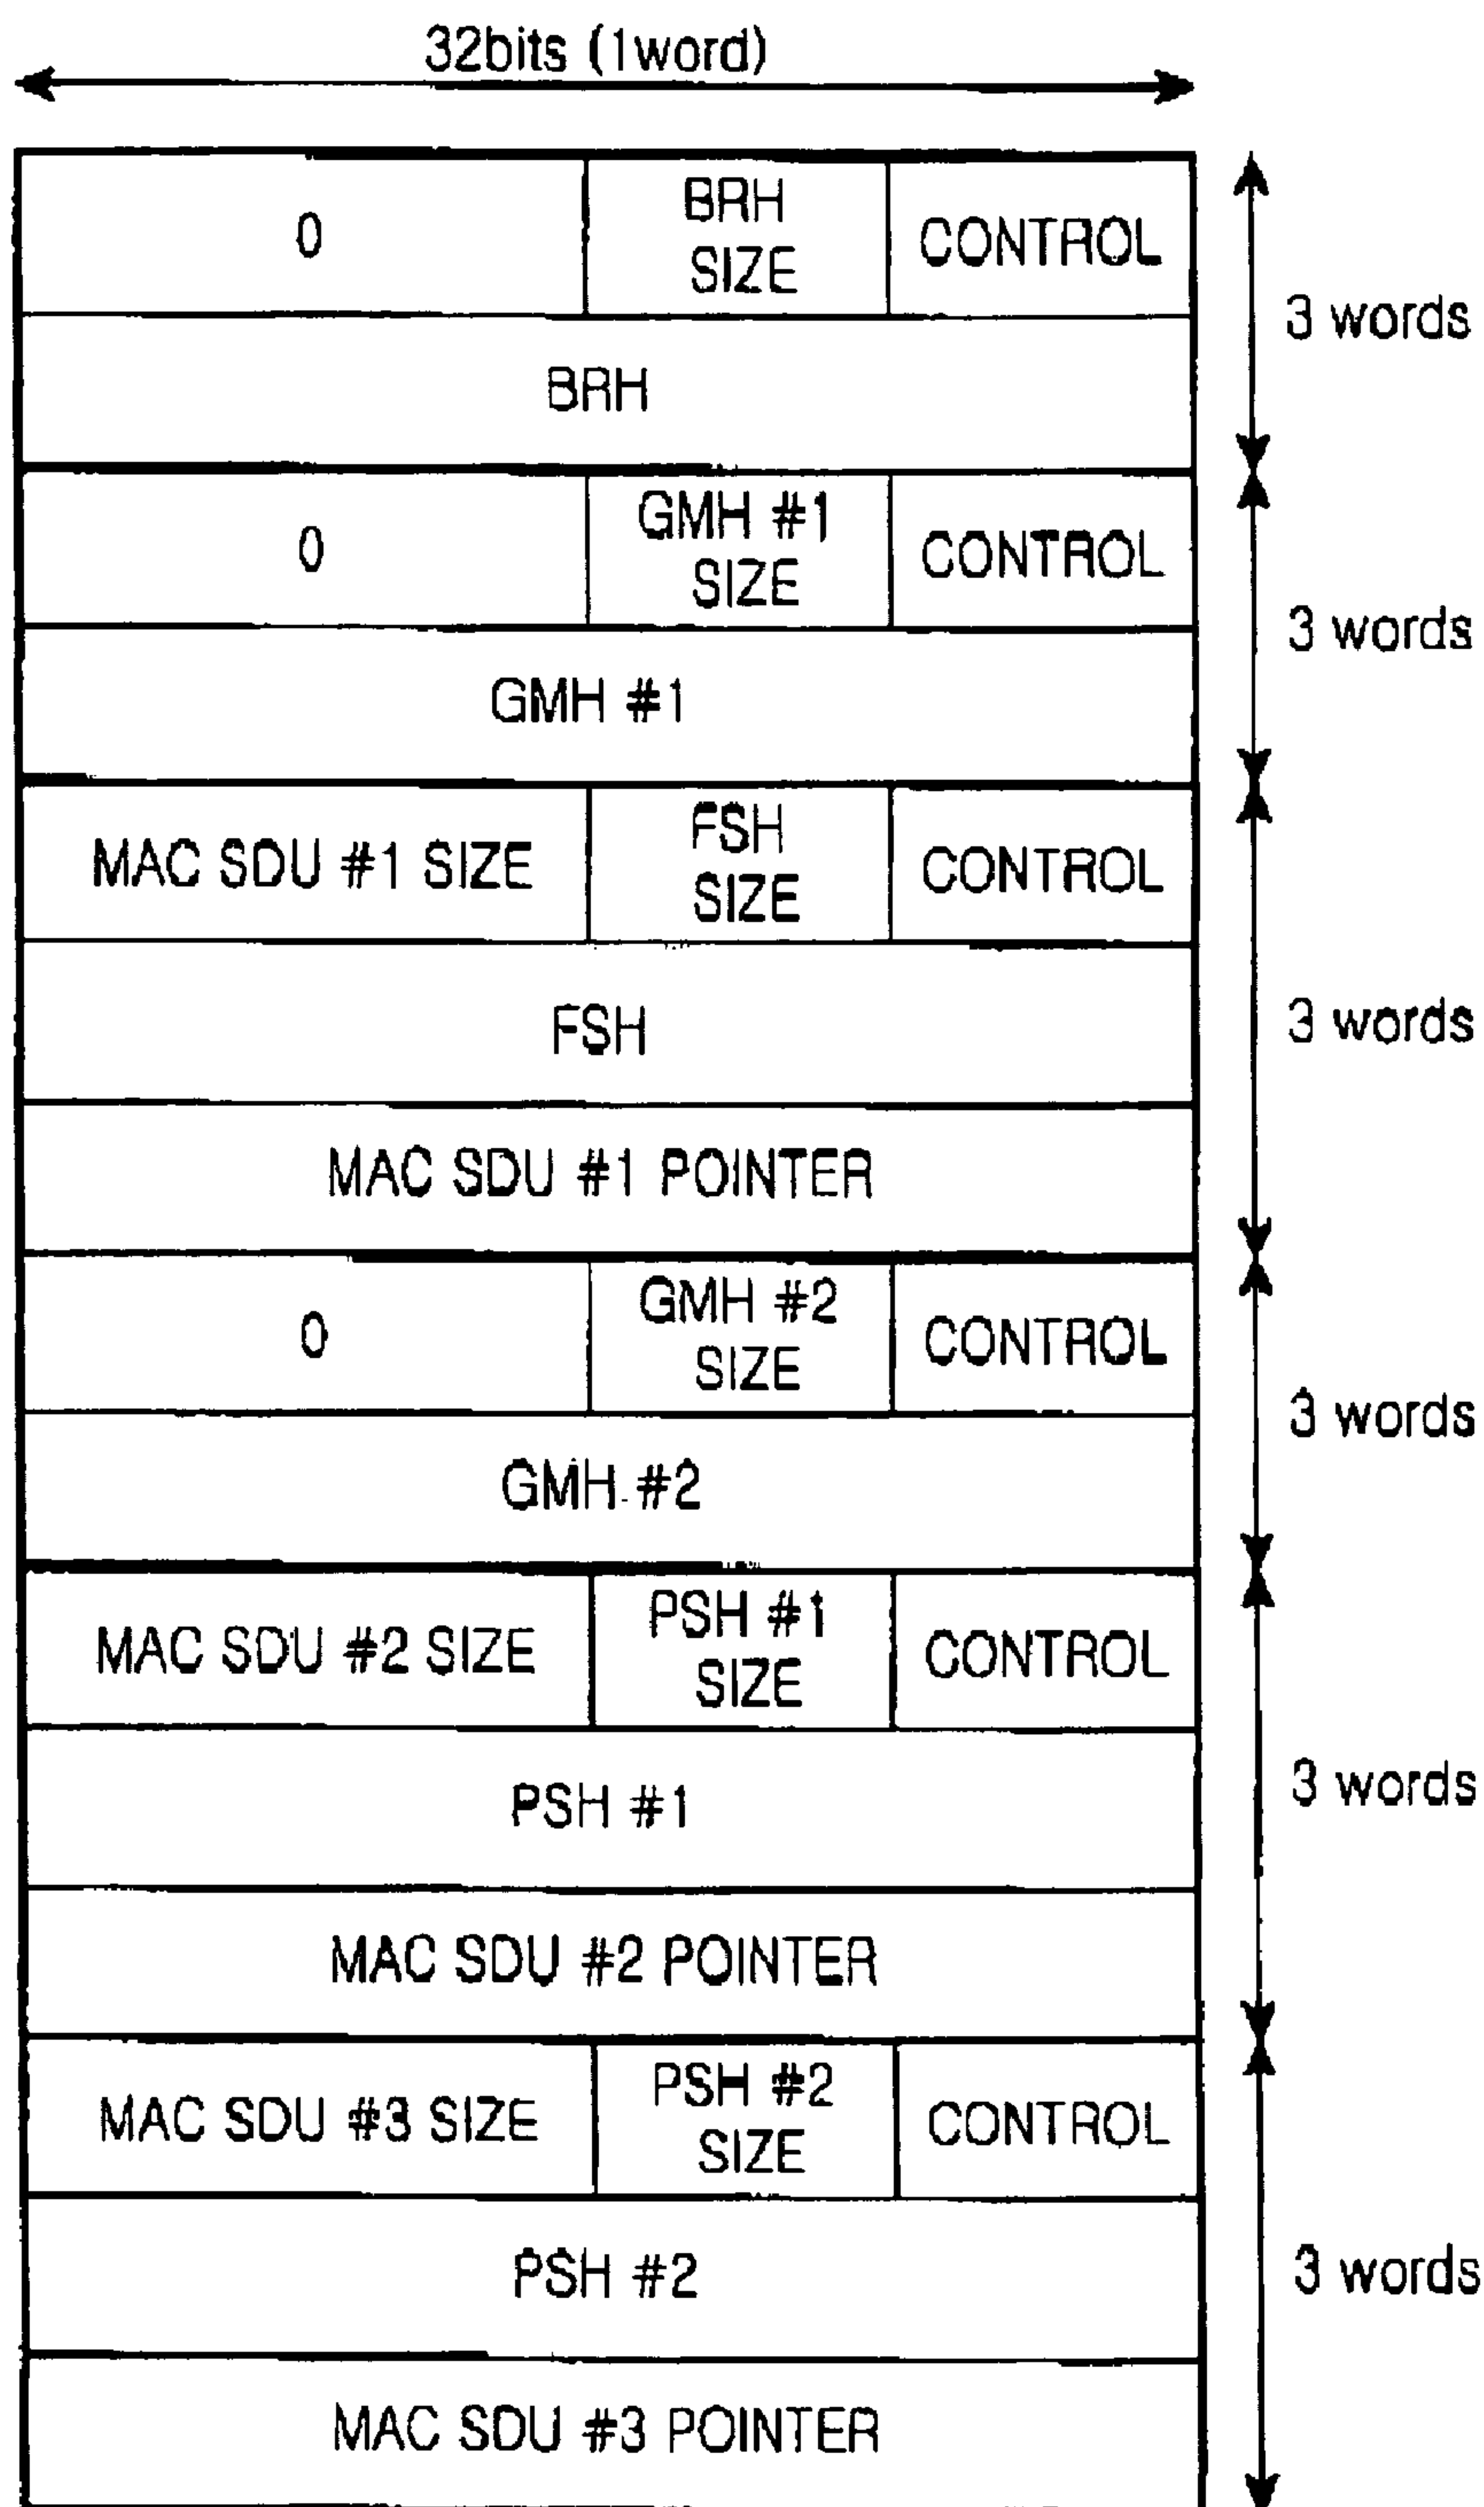 32bits (1word)
0
BRH
SIZE
CONTROL
3 words
BRH
0
GMH #1
SIZE
CONTROL
3 words
GMH #1
MAC SDU #1 SIZE
FSH
SIZE
CONTROL
FSH
3 words
MAC SDU #1 POINTER
0
GMH #2
SIZE
CONTROL
3 words
GMH #2
MAC SDU #2 SIZE
PSH #1
SIZE
CONTROL
PSH #1
3 words
MAC SDU #2 POINTER
MAC SDU #3 SIZE
PSH #2
SIZE
CONTROL
PSH #2
3 words
MAC SDU #3 POINTER